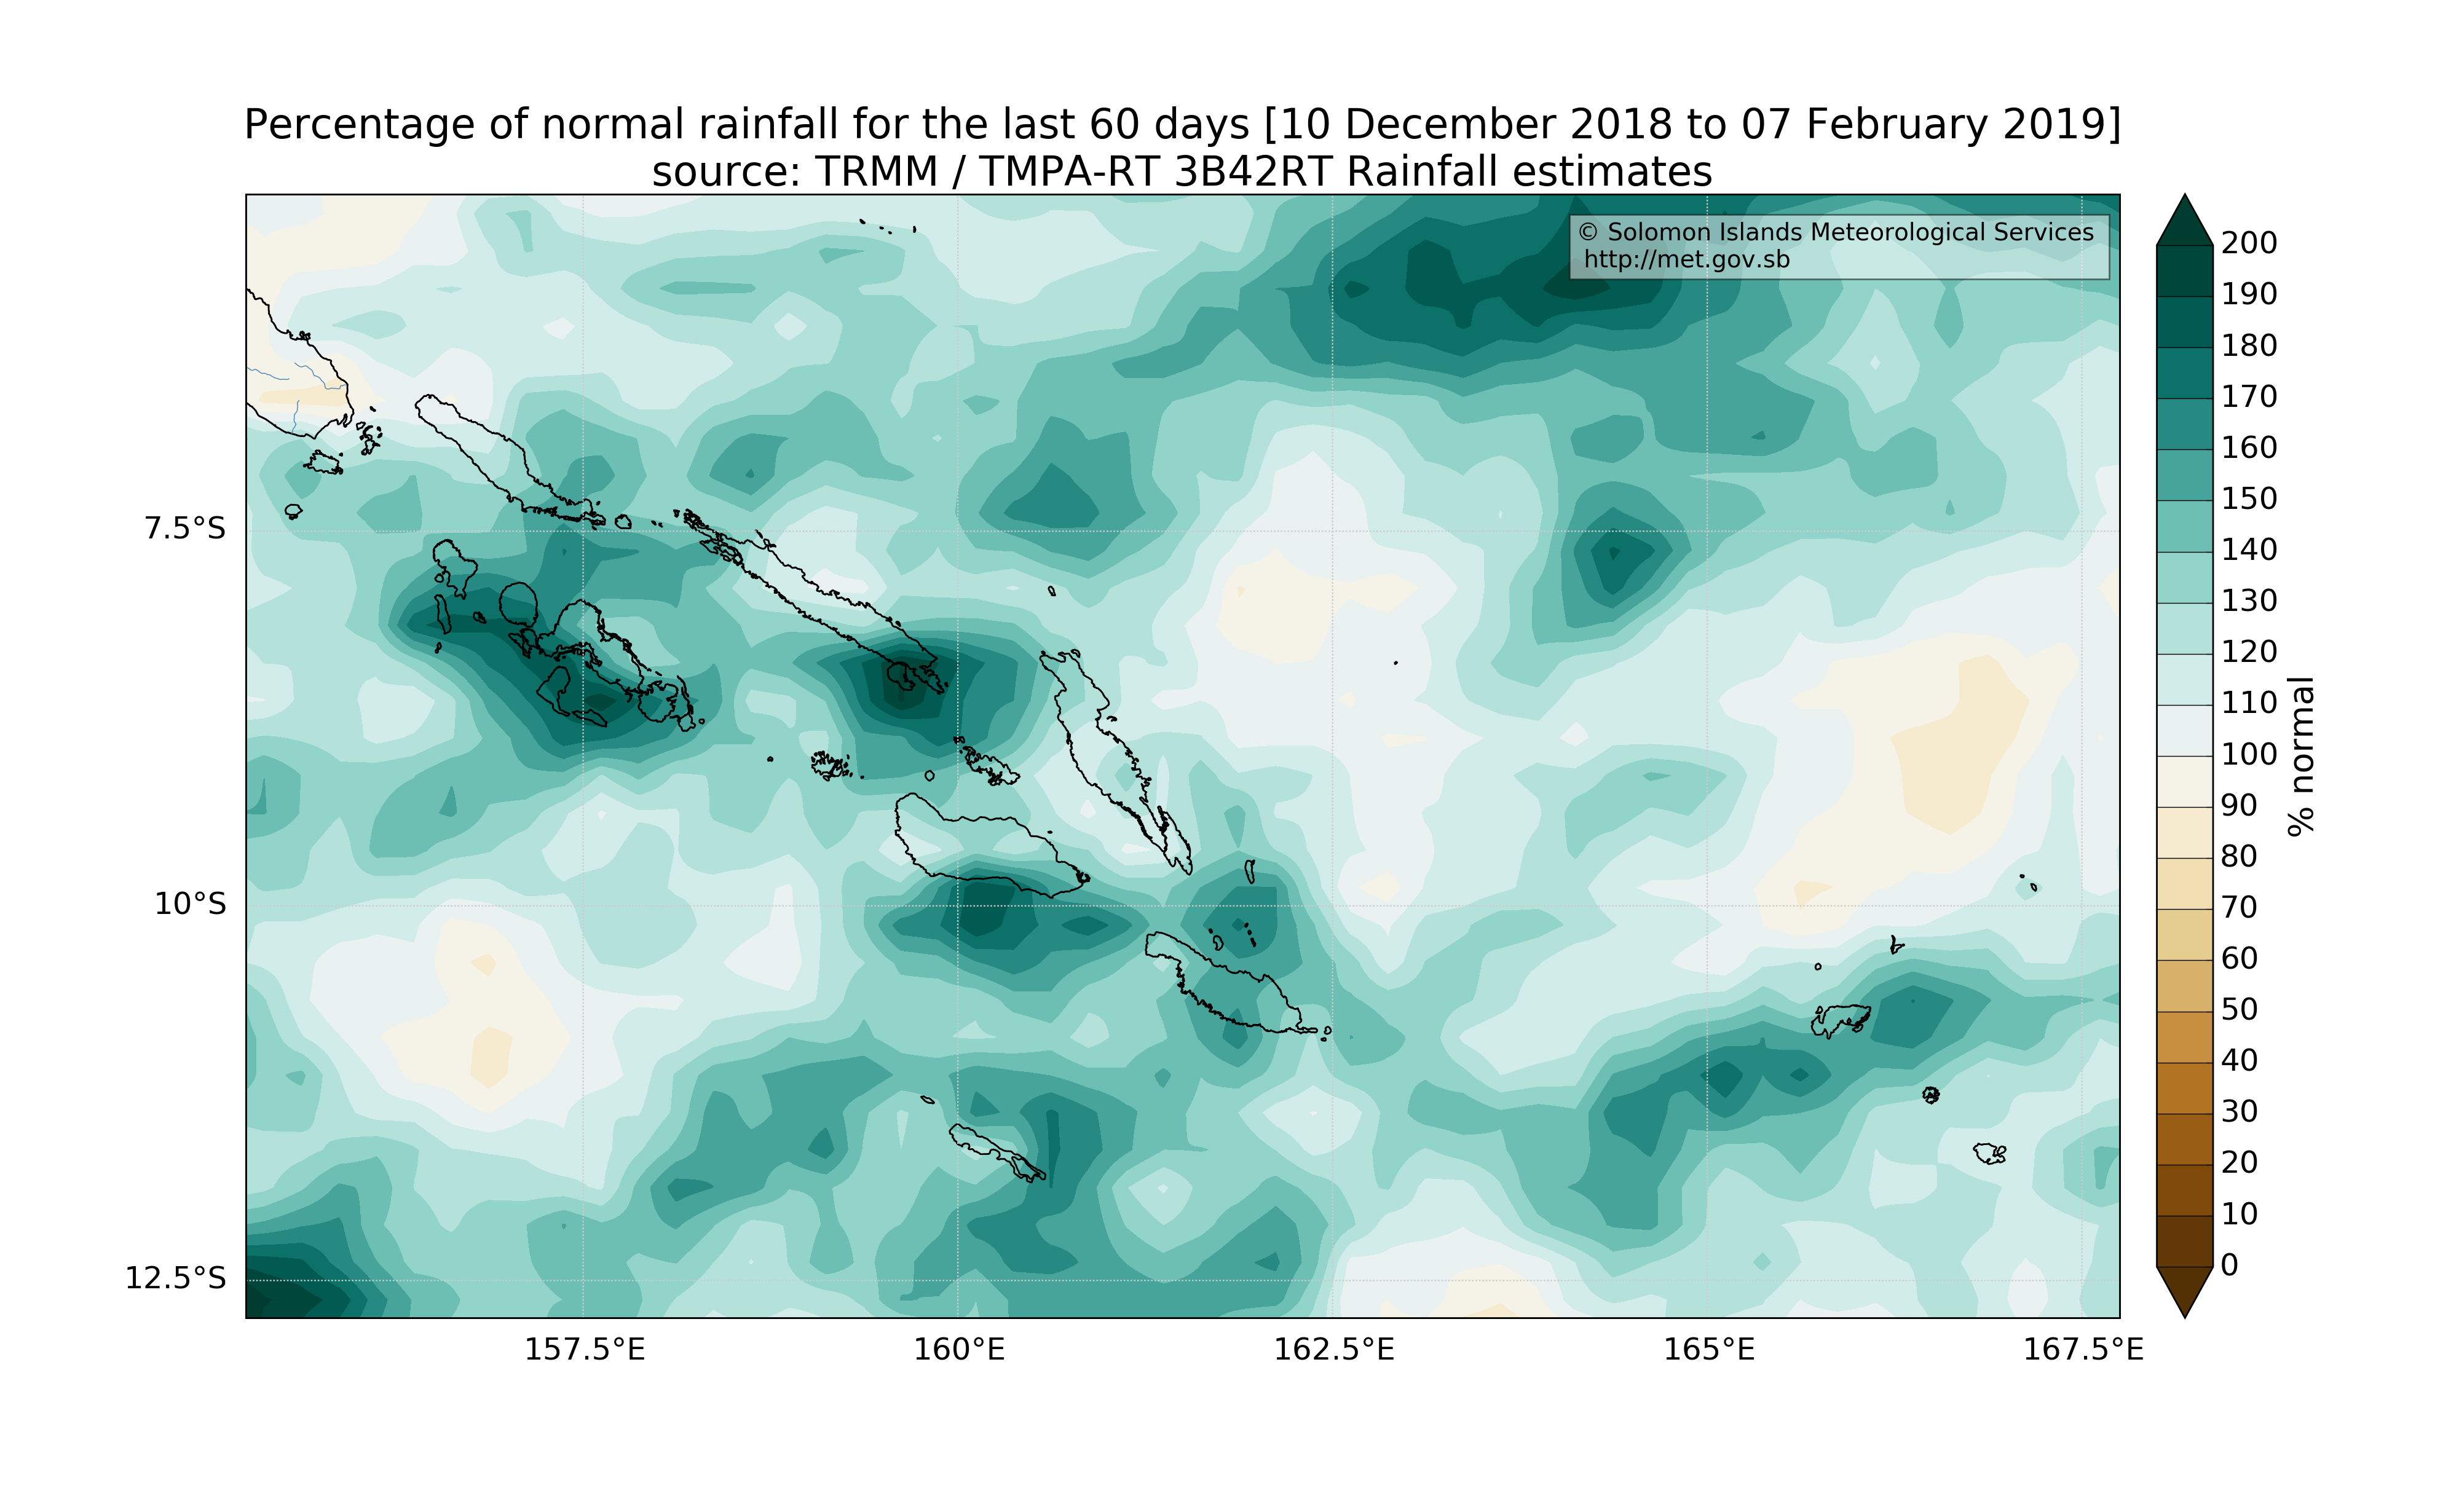 Percentage of normal rainfall for the last 60 days [10 December 2018 to 07 February 2019]
source: TRMM / TMPA-RT 3B42RT Rainfall estimates
© Solomon Islands Meteorological Services
http://met.gov.sb
7.5°S
10°S
12.5°S
157.5°E
160°E
162.5°E
165°E
167.5°E
200
190
180
170
160
150
140
130
120
110
100
90
80
70
60
50
40
30
20
10
0
% normal